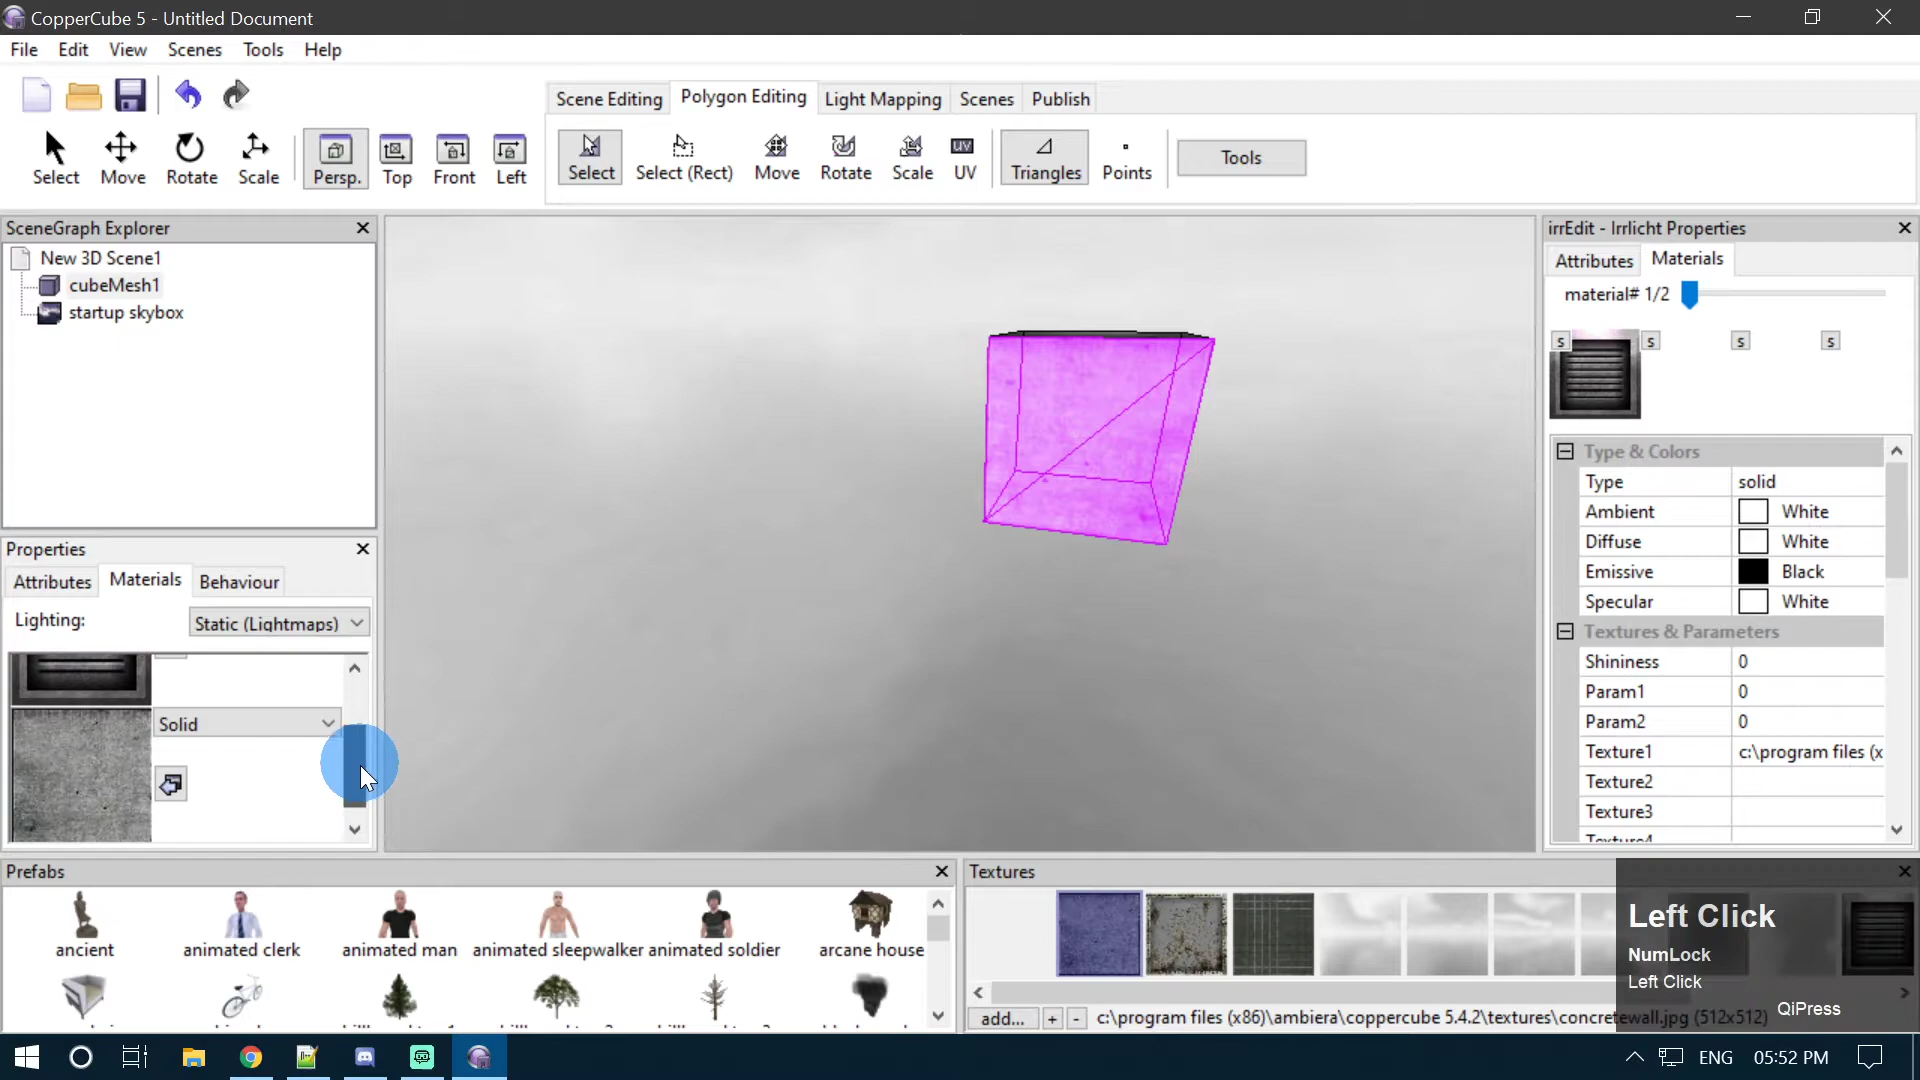 CopperCube 5 - Untitled Document
File Edit View Scenes Tools Help
Scene Editing Polygon Editing Light Mapping Scenes Publish
Select Move Rotate Scale Persp. Top Front Left
Select Select (Rect) Move Rotate Scale UV Triangles Points Tools
SceneGraph Explorer
New 3D Scene1
cubeMesh1
startup skybox
Properties
Attributes Materials Behaviour
Lighting: Static (Lightmaps)
Solid
irrEdit - Irrlicht Properties
Attributes Materials
material# 1/2
s s s s
Type & Colors
Type solid
Ambient White
Diffuse White
Emissive Black
Specular White
Textures & Parameters
Shininess 0
Param1 0
Param2 0
Texture1 c:\program files (x
Texture2
Texture3
Texture4
Prefabs
ancient animated clerk animated man animated sleepwalker animated soldier arcane house
Textures
add... + - c:\program files (x86)\ambiera\coppercube 5.4.2\textures\concretewall.jpg (512x512)
Left Click
NumLock
Left Click
QiPress
ENG 05:52 PM